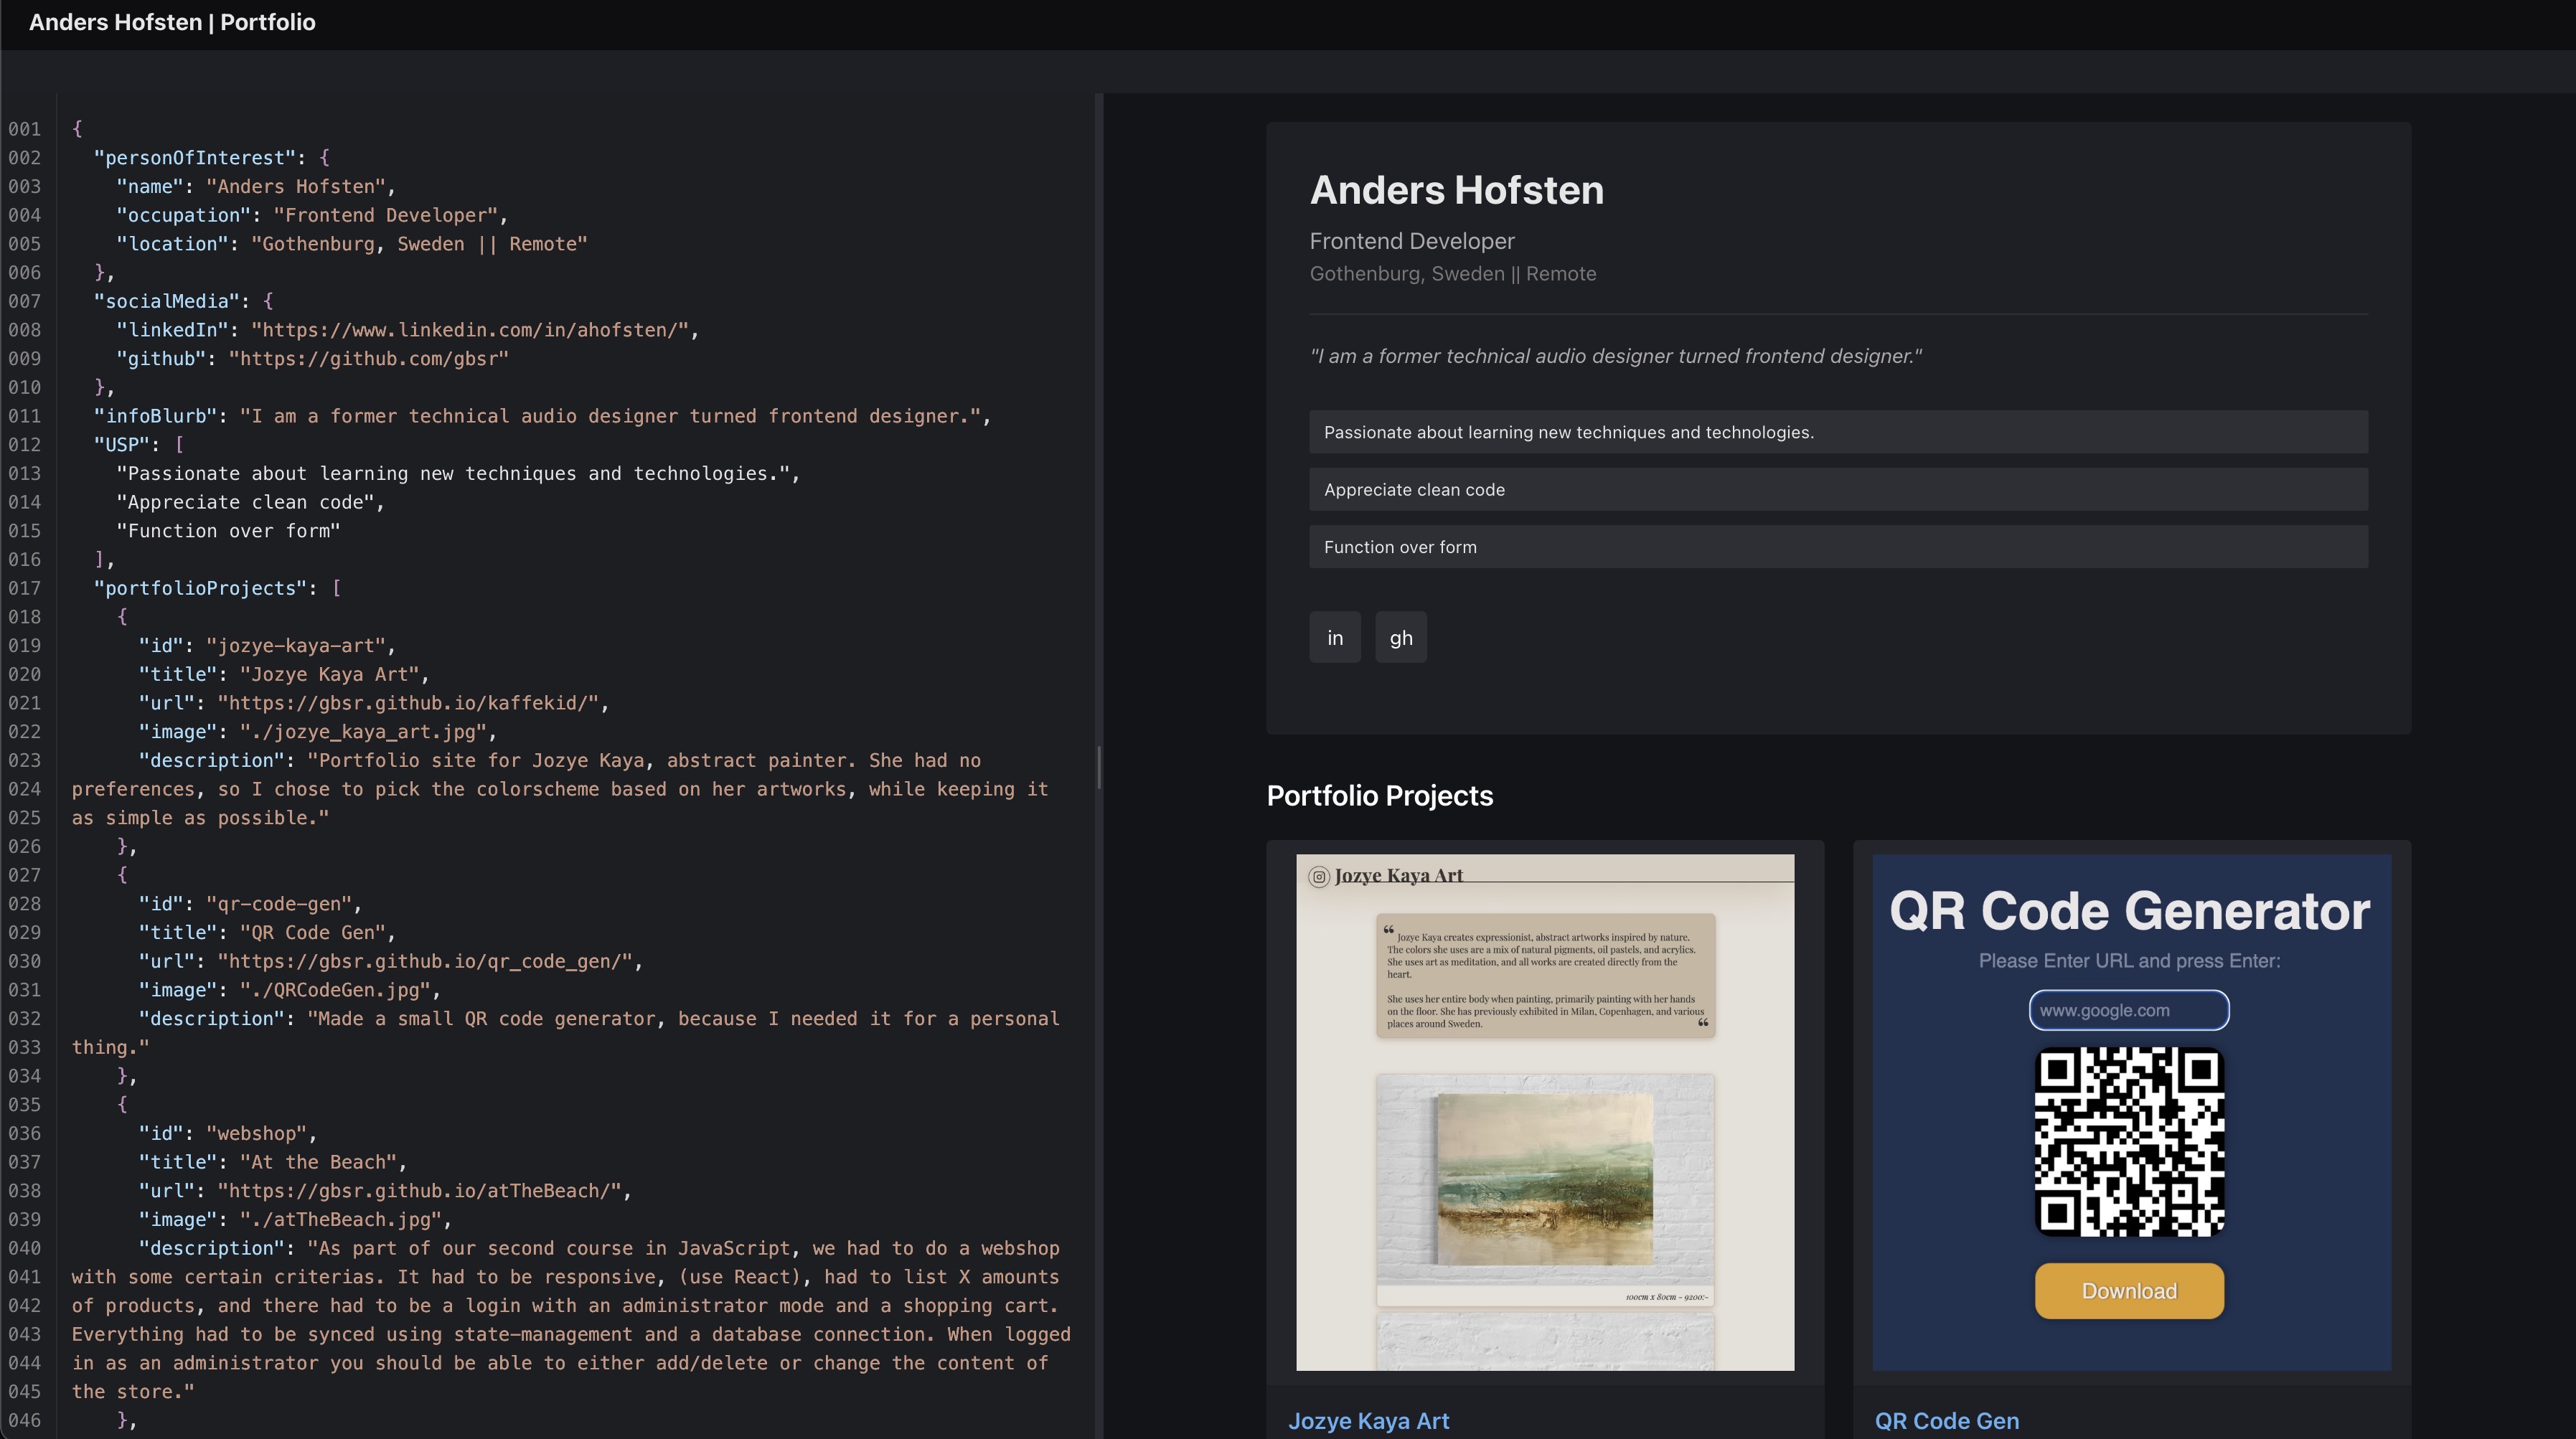 Anders Hofsten | Portfolio
001 {
002 "personOfInterest": {
003 "name": "Anders Hofsten",
004 "occupation": "Frontend Developer",
005 "location": "Gothenburg, Sweden || Remote"
006 },
007 "socialMedia": {
008 "linkedIn": "https://www.linkedin.com/in/ahofsten/",
009 "github": "https://github.com/gbsr"
010 },
011 "infoBlurb": "I am a former technical audio designer turned frontend designer.",
012 "USP": [
013 "Passionate about learning new techniques and technologies.",
014 "Appreciate clean code",
015 "Function over form"
016 ],
017 "portfolioProjects": [
018 {
019 "id": "jozye-kaya-art",
020 "title": "Jozye Kaya Art",
021 "url": "https://gbsr.github.io/kaffekid/",
022 "image": "./jozye_kaya_art.jpg",
023 "description": "Portfolio site for Jozye Kaya, abstract painter. She had no
024 preferences, so I chose to pick the colorscheme based on her artworks, while keeping it
025 as simple as possible."
026 },
027 {
028 "id": "qr-code-gen",
029 "title": "QR Code Gen",
030 "url": "https://gbsr.github.io/qr_code_gen/",
031 "image": "./QRCodeGen.jpg",
032 "description": "Made a small QR code generator, because I needed it for a personal
033 thing."
034 },
035 {
036 "id": "webshop",
037 "title": "At the Beach",
038 "url": "https://gbsr.github.io/atTheBeach/",
039 "image": "./atTheBeach.jpg",
040 "description": "As part of our second course in JavaScript, we had to do a webshop
041 with some certain criterias. It had to be responsive, (use React), had to list X amounts
042 of products, and there had to be a login with an administrator mode and a shopping cart.
043 Everything had to be synced using state-management and a database connection. When logged
044 in as an administrator you should be able to either add/delete or change the content of
045 the store."
046 },
Anders Hofsten
Frontend Developer
Gothenburg, Sweden || Remote
"I am a former technical audio designer turned frontend designer."
Passionate about learning new techniques and technologies.
Appreciate clean code
Function over form
in gh
Portfolio Projects
Jozye Kaya Art
“ Jozye Kaya creates expressionist, abstract artworks inspired by nature.
The colors she uses are a mix of natural pigments, oil pastels, and acrylics.
She uses art as meditation, and all works are created directly from the
heart.
She uses her entire body when painting, primarily painting with her hands
on the floor. She has previously exhibited in Milan, Copenhagen, and various
places around Sweden. “
100cm x 80cm - 9200:-
Jozye Kaya Art
QR Code Generator
Please Enter URL and press Enter:
www.google.com
Download
QR Code Gen